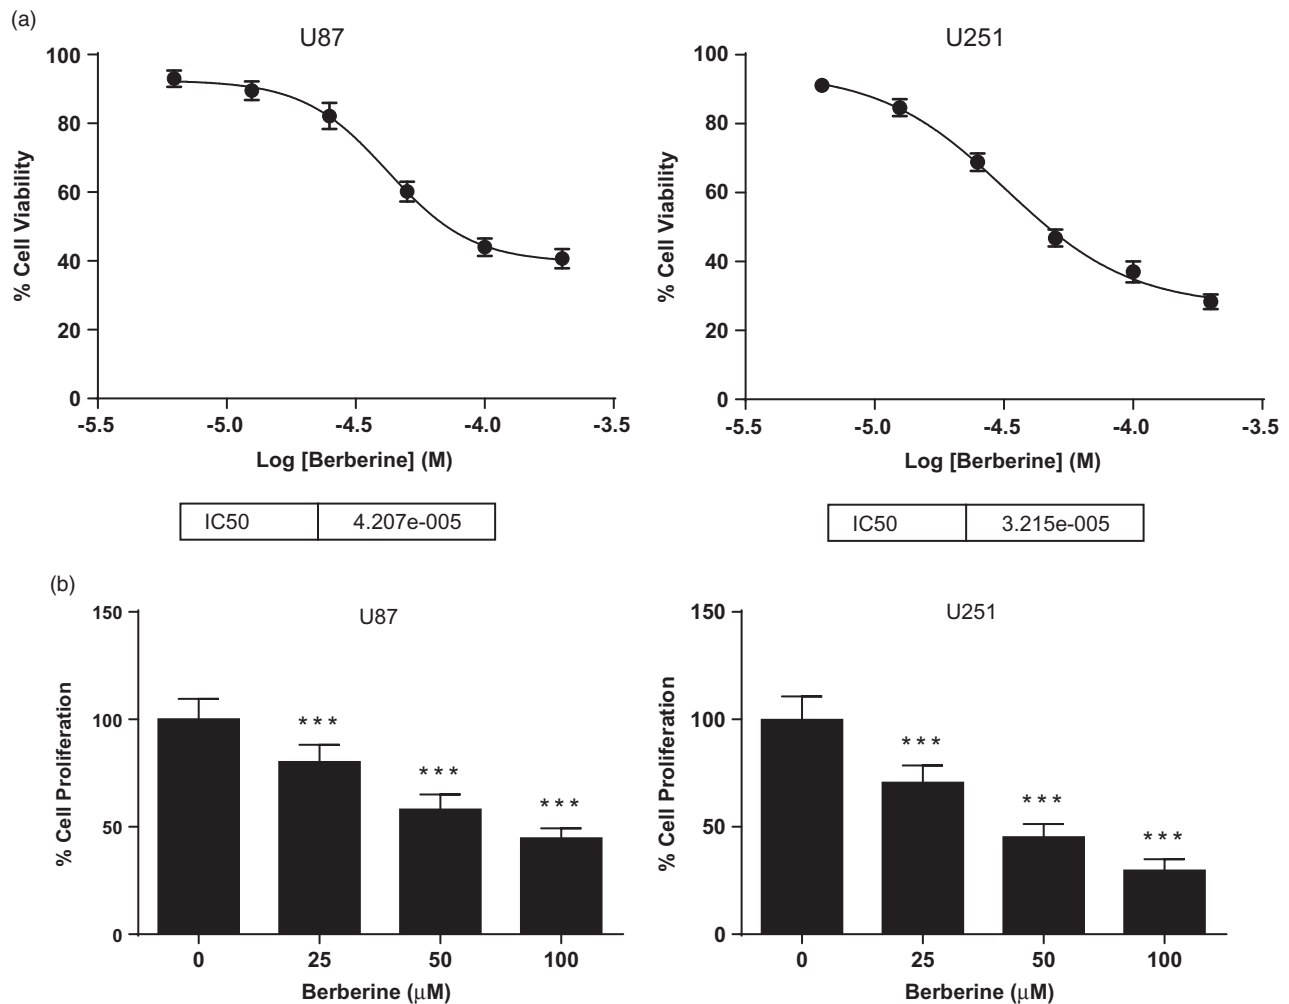 (a)
U87
% Cell Viability
100
80
60
40
20
0
-5.5 -5.0 -4.5 -4.0 -3.5
Log [Berberine] (M)
IC50 4.207e-005
U251
% Cell Viability
100
80
60
40
20
0
-5.5 -5.0 -4.5 -4.0 -3.5
Log [Berberine] (M)
IC50 3.215e-005
(b)
U87
% Cell Proliferation
150
100
50
0
***
***
***
0 25 50 100
Berberine (μM)
U251
% Cell Proliferation
150
100
50
0
***
***
***
0 25 50 100
Berberine (μM)